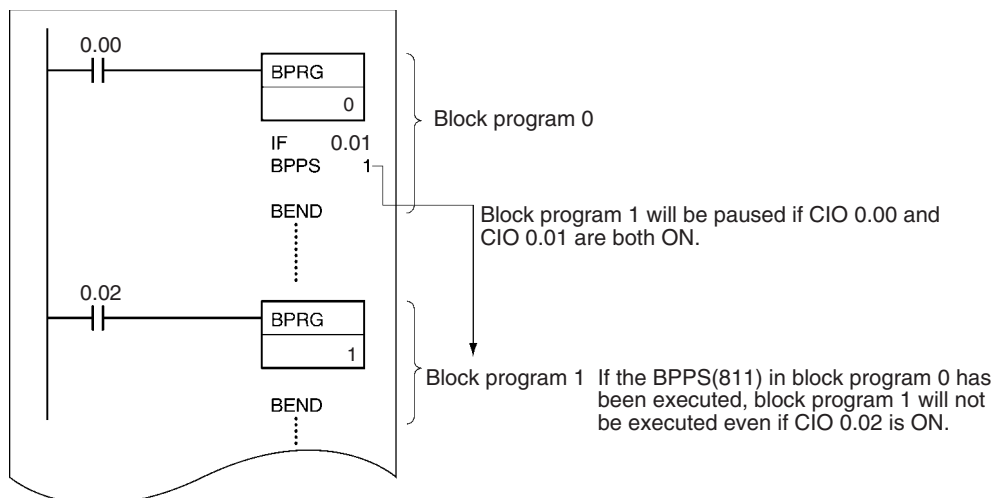 0.00
BPRG
0
Block program 0
IF 0.01
BPPS 1
BEND
Block program 1 will be paused if CIO 0.00 and
CIO 0.01 are both ON.
0.02
BPRG
1
Block program 1
If the BPPS(811) in block program 0 has
been executed, block program 1 will not
be executed even if CIO 0.02 is ON.
BEND